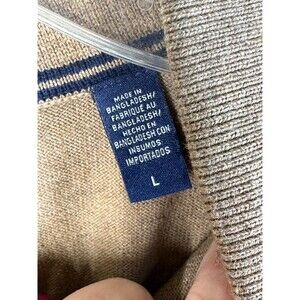 MADE IN
BANGLADESH/
FABRIQUÉ AU
BANGLADESH/
HECHO EN
BANGLADESH CON
INSUMOS
IMPORTADOS
L